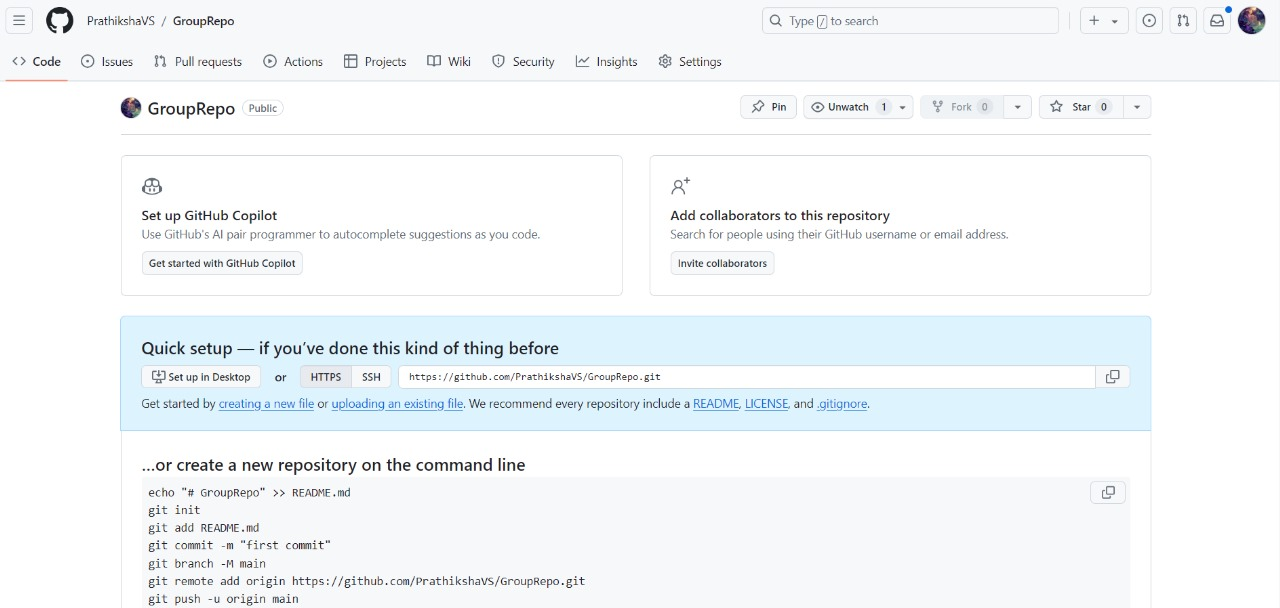 PrathikshaVS / GroupRepo
Type / to search
Code Issues Pull requests Actions Projects Wiki Security Insights Settings
GroupRepo Public
Pin Unwatch 1 Fork 0 Star 0
Set up GitHub Copilot
Use GitHub's AI pair programmer to autocomplete suggestions as you code.
Get started with GitHub Copilot
Add collaborators to this repository
Search for people using their GitHub username or email address.
Invite collaborators
Quick setup — if you've done this kind of thing before
Set up in Desktop or HTTPS SSH https://github.com/PrathikshaVS/GroupRepo.git
Get started by creating a new file or uploading an existing file. We recommend every repository include a README, LICENSE, and .gitignore.
…or create a new repository on the command line
echo "# GroupRepo" >> README.md
git init
git add README.md
git commit -m "first commit"
git branch -M main
git remote add origin https://github.com/PrathikshaVS/GroupRepo.git
git push -u origin main